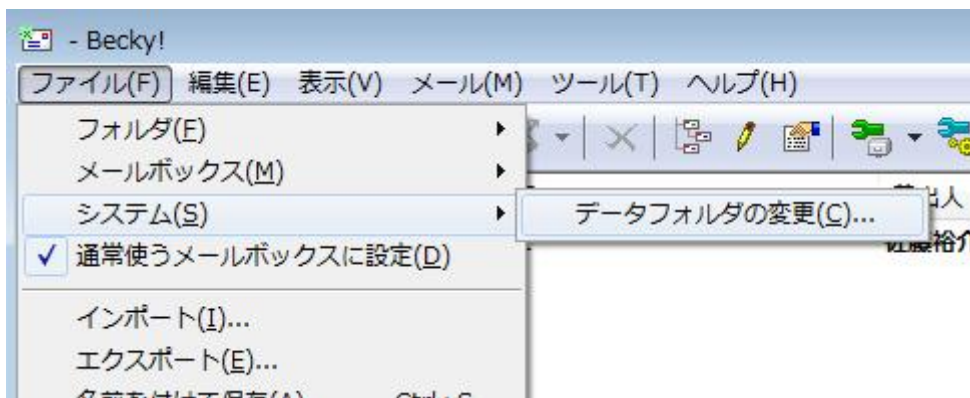 - Becky!
ファイル(F) 編集(E) 表示(V) メール(M) ツール(T) ヘルプ(H)
フォルダ(F)
メールボックス(M)
システム(S)
データフォルダの変更(C)...
✓ 通常使うメールボックスに設定(D)
インポート(I)...
エクスポート(E)...